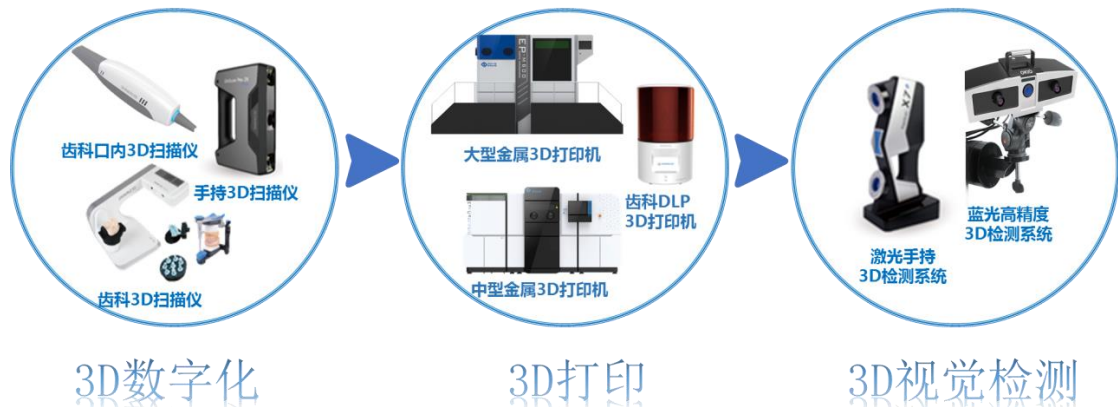 齿科口内3D扫描仪
手持3D扫描仪
齿科3D扫描仪
大型金属3D打印机
齿科DLP
3D打印机
中型金属3D打印机
X7
激光手持
3D检测系统
蓝光高精度
3D检测系统
3D数字化
3D打印
3D视觉检测